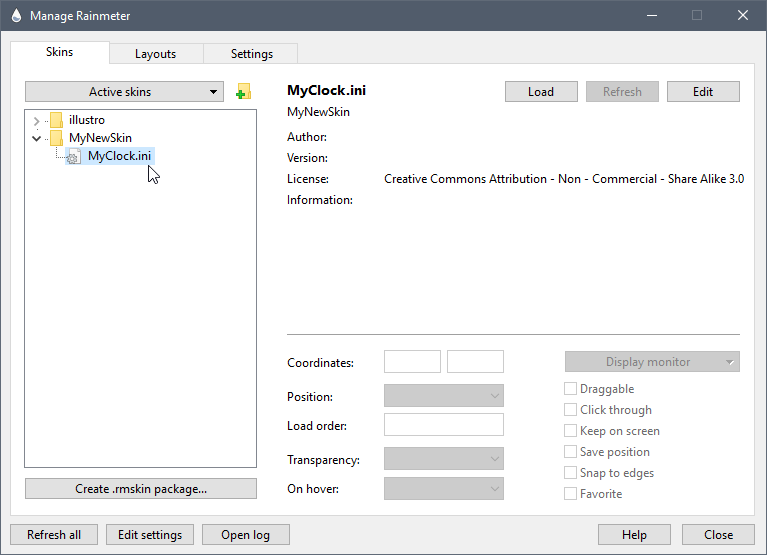 Manage Rainmeter
Skins
Layouts
Settings
Active skins
illustro
MyNewSkin
MyClock.ini
Create .rmskin package...
MyClock.ini
Load
Refresh
Edit
MyNewSkin
Author:
Version:
License: Creative Commons Attribution - Non - Commercial - Share Alike 3.0
Information:
Coordinates:
Position:
Load order:
Transparency:
On hover:
Display monitor
Draggable
Click through
Keep on screen
Save position
Snap to edges
Favorite
Refresh all
Edit settings
Open log
Help
Close